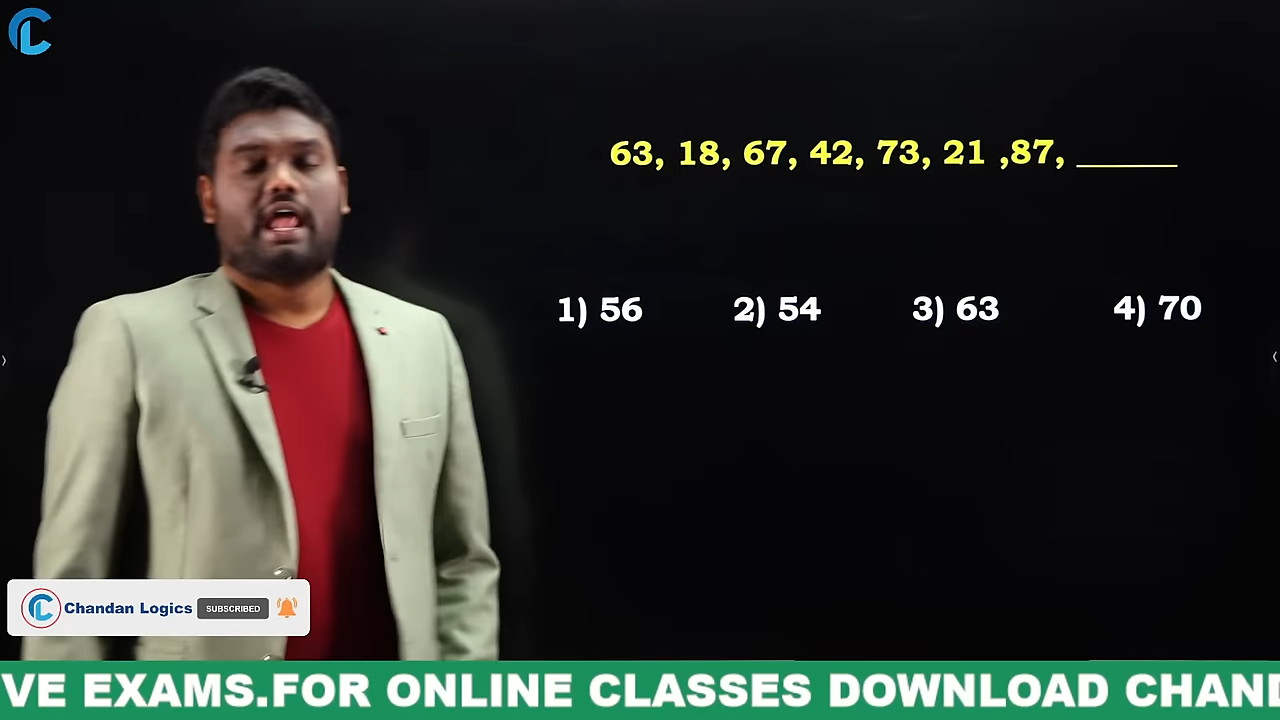 63, 18, 67, 42, 73, 21 ,87, ______
1) 56 2) 54 3) 63 4) 70
Chandan Logics SUBSCRIBED
VE EXAMS.FOR ONLINE CLASSES DOWNLOAD